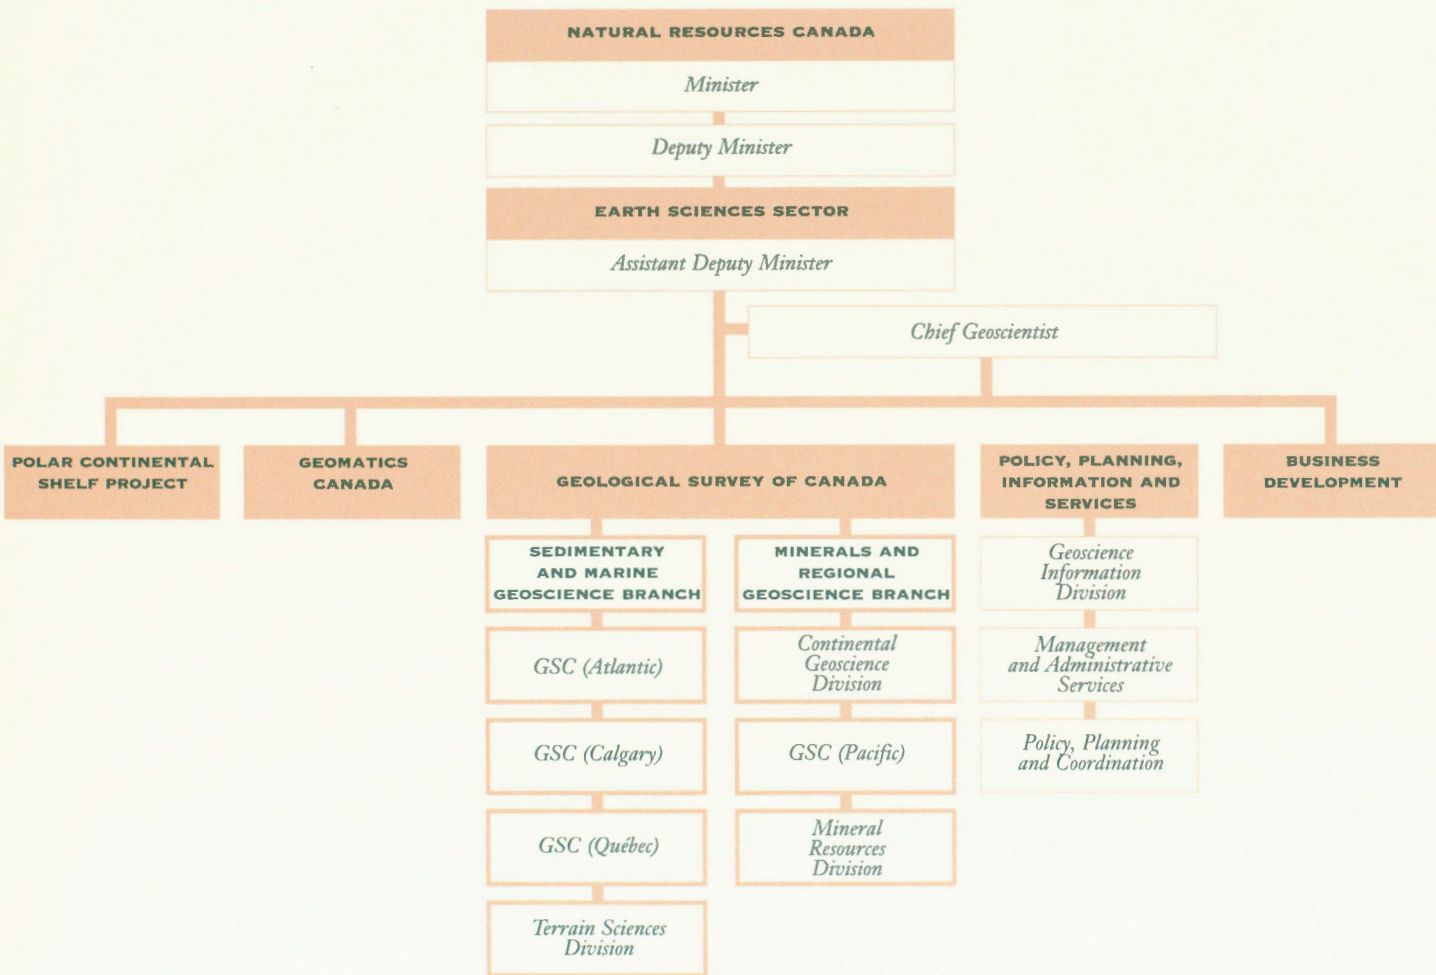 NATURAL RESOURCES CANADA
Minister
Deputy Minister
EARTH SCIENCES SECTOR
Assistant Deputy Minister
Chief Geoscientist
POLAR CONTINENTAL
SHELF PROJECT
GEOMATICS
CANADA
GEOLOGICAL SURVEY OF CANADA
POLICY, PLANNING,
INFORMATION AND
SERVICES
BUSINESS
DEVELOPMENT
SEDIMENTARY
AND MARINE
GEOSCIENCE BRANCH
GSC (Atlantic)
GSC (Calgary)
GSC (Québec)
Terrain Sciences
Division
MINERALS AND
REGIONAL
GEOSCIENCE BRANCH
Continental
Geoscience
Division
GSC (Pacific)
Mineral
Resources
Division
Geoscience
Information
Division
Management
and Administrative
Services
Policy, Planning
and Coordination